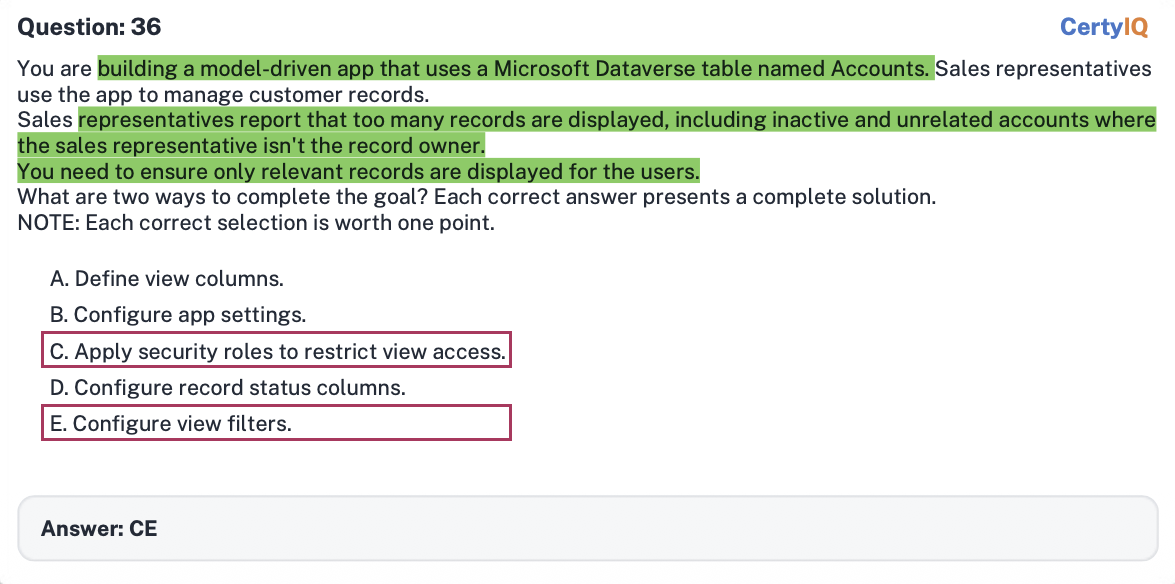 Question: 36
CertyIQ
You are building a model-driven app that uses a Microsoft Dataverse table named Accounts. Sales representatives
use the app to manage customer records.
Sales representatives report that too many records are displayed, including inactive and unrelated accounts where
the sales representative isn't the record owner.
You need to ensure only relevant records are displayed for the users.
What are two ways to complete the goal? Each correct answer presents a complete solution.
NOTE: Each correct selection is worth one point.
A. Define view columns.
B. Configure app settings.
C. Apply security roles to restrict view access.
D. Configure record status columns.
E. Configure view filters.
Answer: CE